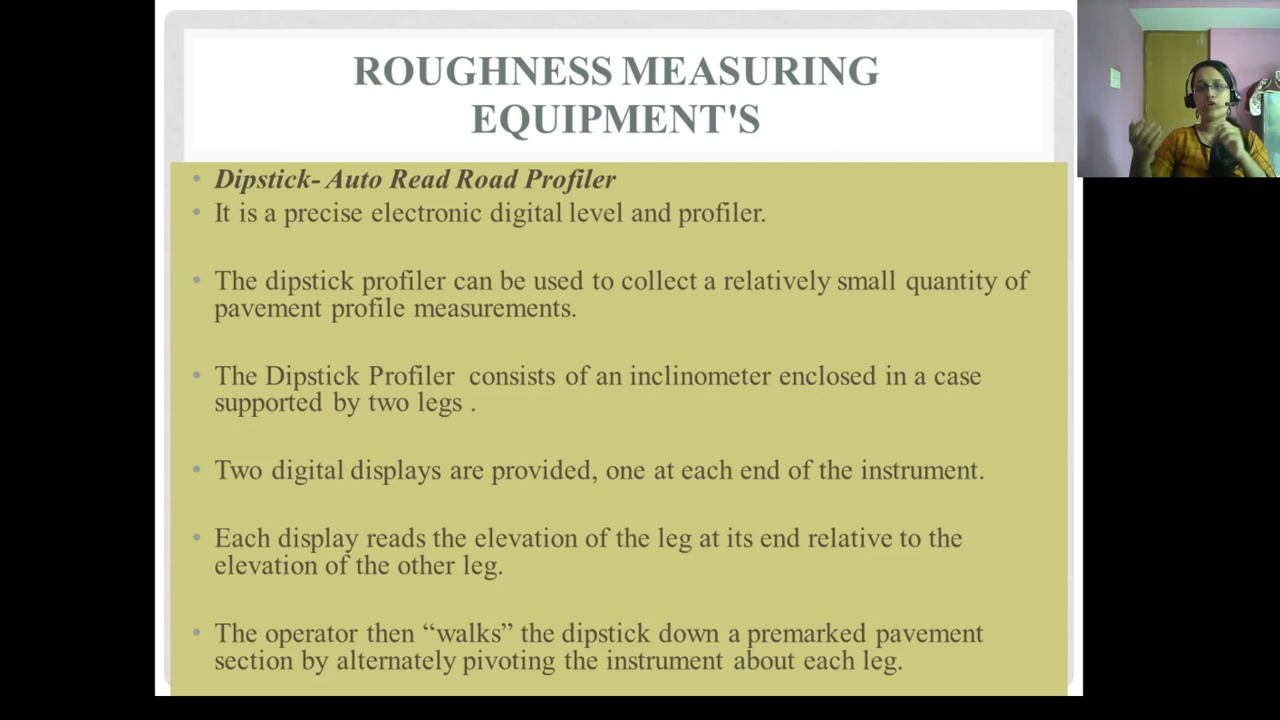 ROUGHNESS MEASURING
EQUIPMENT'S
• Dipstick- Auto Read Road Profiler
• It is a precise electronic digital level and profiler.
• The dipstick profiler can be used to collect a relatively small quantity of
pavement profile measurements.
• The Dipstick Profiler consists of an inclinometer enclosed in a case
supported by two legs .
• Two digital displays are provided, one at each end of the instrument.
• Each display reads the elevation of the leg at its end relative to the
elevation of the other leg.
• The operator then “walks” the dipstick down a premarked pavement
section by alternately pivoting the instrument about each leg.